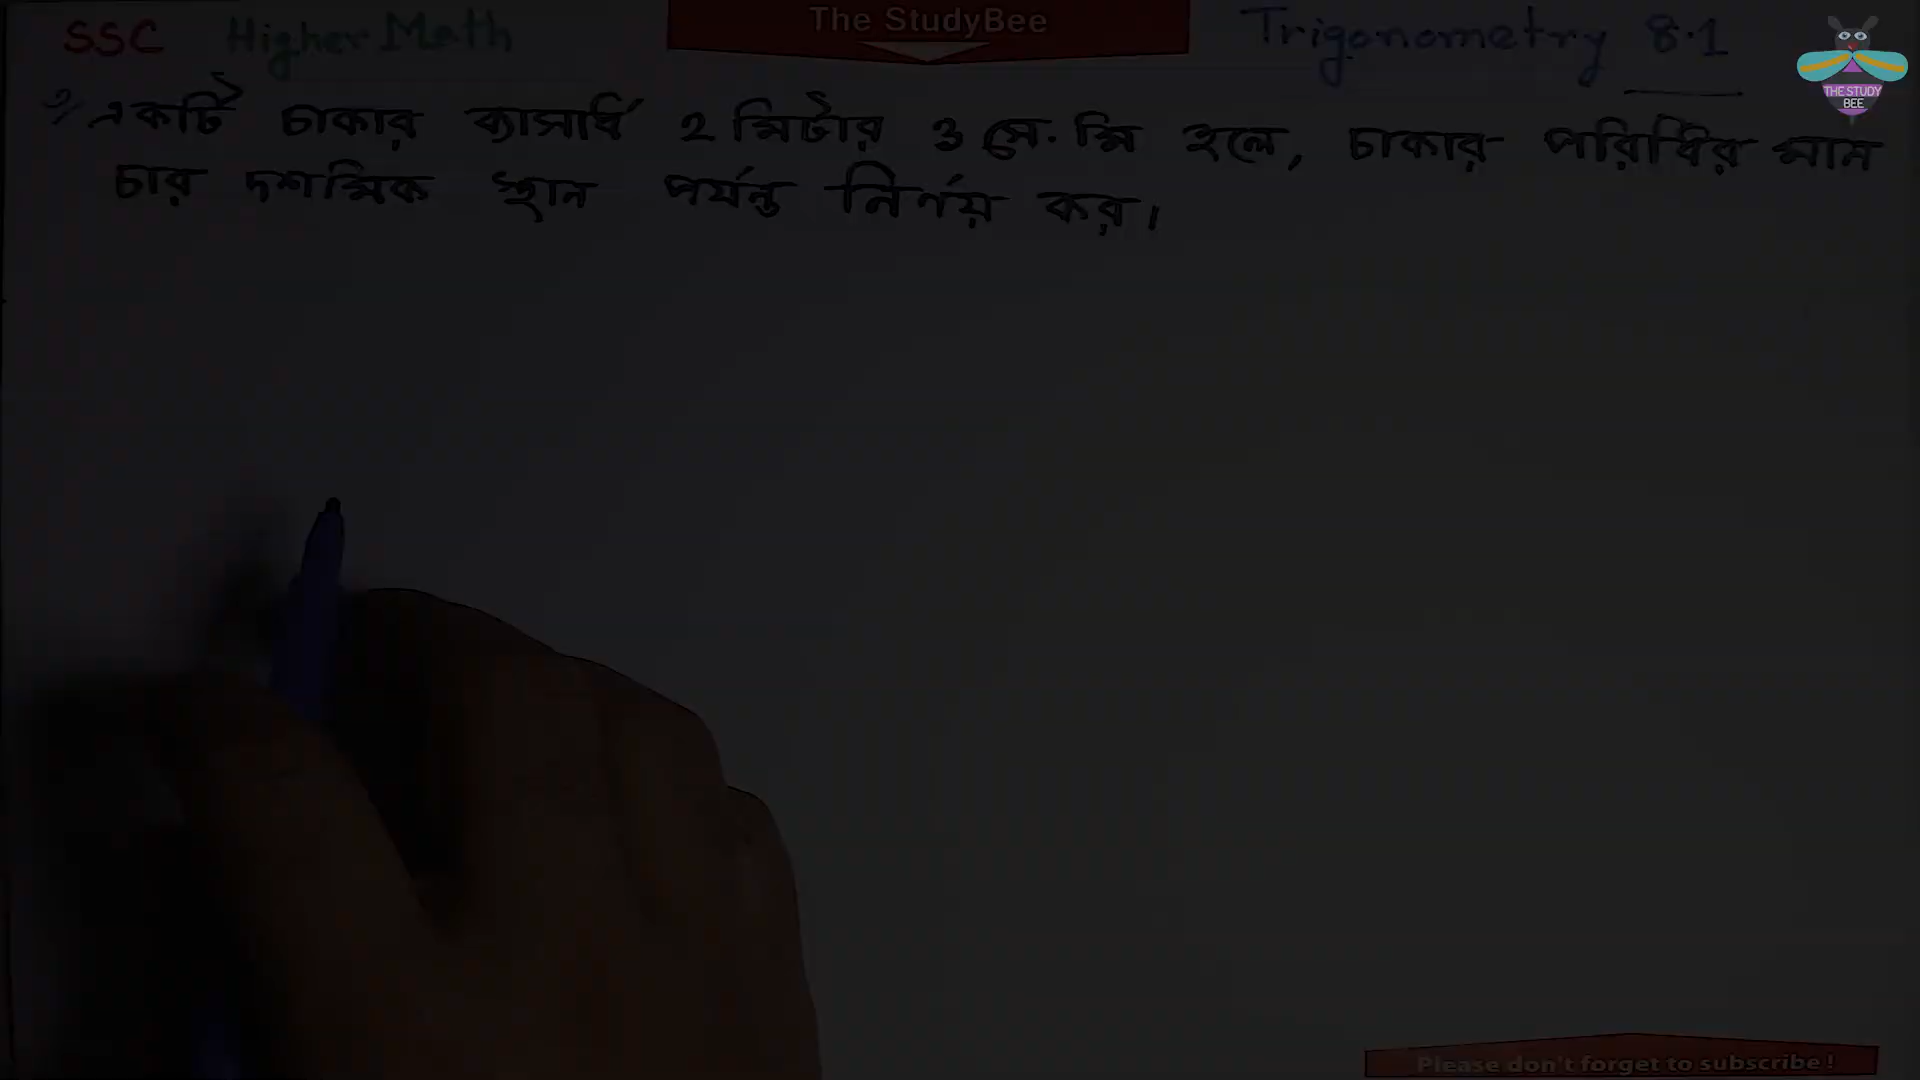 SSC Higher Math The StudyBee Trigonometry 8.1
THE STUDY
BEE
একটি চাকার ব্যাসার্ধ 2 মিটার 3 সে. মি হলে, চাকার পরিধির মান
চার দশমিক স্থান পর্যন্ত নির্ণয় কর।
Please don't forget to subscribe !